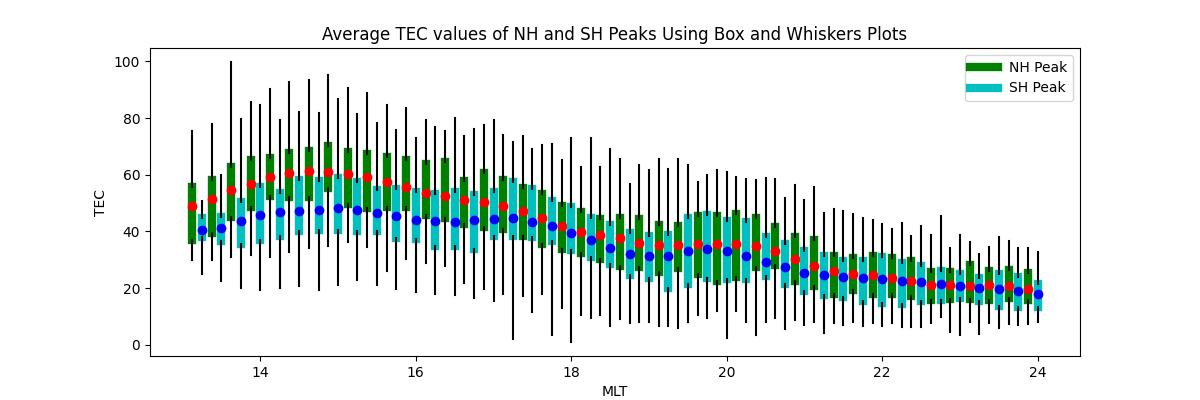 Average TEC values of NH and SH Peaks Using Box and Whiskers Plots
NH Peak
SH Peak
100
80
60
40
20
0
TEC
14 16 18 20 22 24
MLT